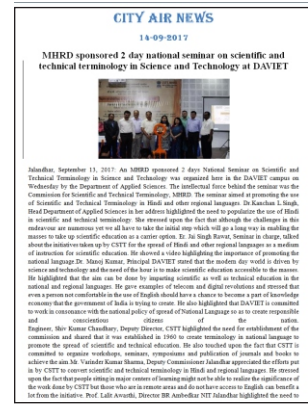 CITY AIR NEWS
14-09-2017
MHRD sponsored 2 day national seminar on scientific and
technical terminology in Science and Technology at DAVIET
Jalandhar, September 13, 2017: An MHRD sponsored 2 days National Seminar on Scientific and
Technical Terminology in Science and Technology was organized here in the DAVIET campus on
Wednesday by the Department of Applied Sciences. The intellectual force behind the seminar was the
Commission for Scientific and Technical Terminology, MHRD. The seminar aimed at promoting the use
of Scientific and Technical Terminology in Hindi and other regional languages. Dr.Kanchan L Singh,
Head Department of Applied Sciences in her address highlighted the need to popularize the use of Hindi
in scientific and technical terminology. She stressed upon the fact that although the challenges in this
endeavour are numerous yet we all have to take the initial step which will go a long way in enabling the
masses to take up scientific education as a carrier option. Er. Jai Singh Rawat, Seminar in charge, talked
about the initiatives taken up by CSTT for the spread of Hindi and other regional languages as a medium
of instruction for scientific education. He showed a video highlighting the importance of promoting the
national language.Dr. Manoj Kumar, Principal DAVIET stated that the modern day world is driven by
science and technology and the need of the hour is to make scientific education accessible to the masses.
He highlighted that the aim can be done by imparting scientific as well as technical education in the
national and regional languages. He gave examples of telecom and digital revolutions and stressed that
even a person not comfortable in the use of English should have a chance to become a part of knowledge
economy that the government of India is trying to create. He also highlighted that DAVIET is committed
to work in consonance with the national policy of spread of National Language so as to create responsible
and conscientious citizens of the nation.
Engineer, Shiv Kumar Chaudhary, Deputy Director, CSTT highlighted the need for establishment of the
commission and shared that it was established in 1960 to create terminology in national language to
promote the spread of scientific and technical education. He also touched upon the fact that CSTT is
committed to organize workshops, seminars, symposiums and publication of journals and books to
achieve the aim.Mr. Varinder Kumar Sharma, Deputy Commissioner Jalandhar appreciated the efforts put
in by CSTT to convert scientific and technical terminology in Hindi and regional languages. He stressed
upon the fact that people sitting in major centers of learning might not be able to realize the significance of
the work done by CSTT but those who are in remote areas and do not have access to English can benefit a
lot from the initiative. Prof. Lalit Awasthi, Director BR Ambedkar NIT Jalandhar highlighted the need to